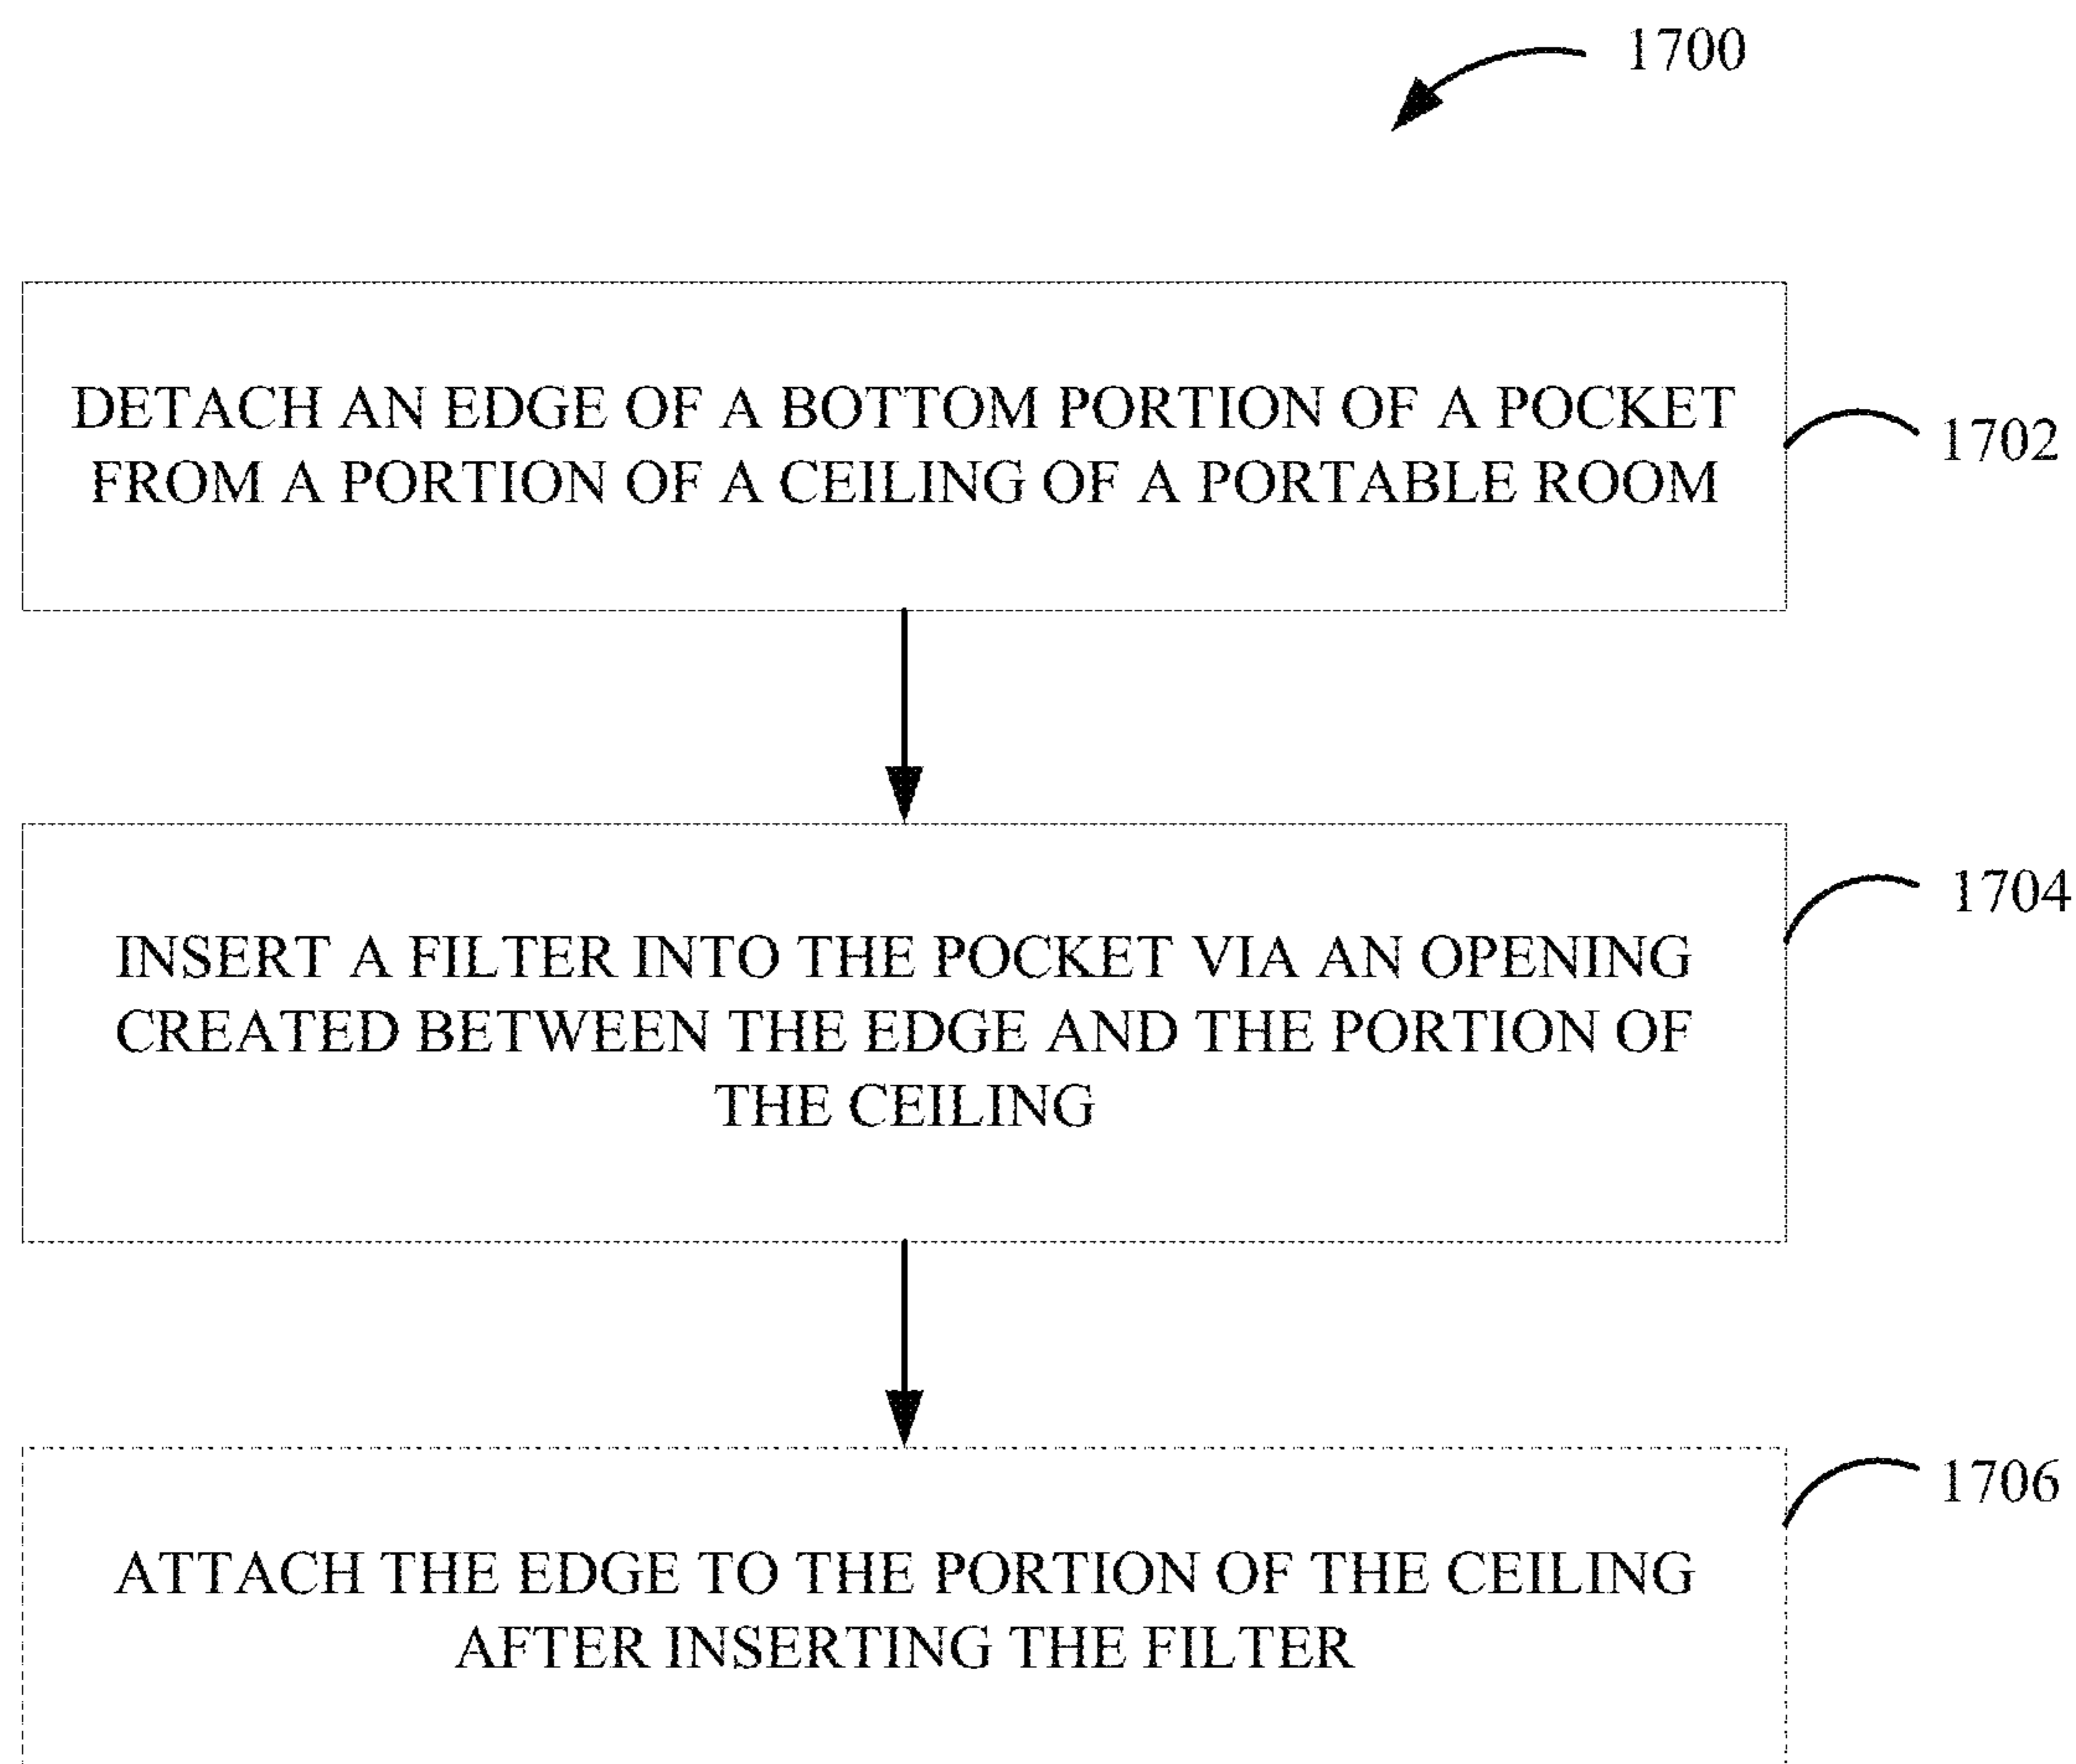 1700
DETACH AN EDGE OF A BOTTOM PORTION OF A POCKET
FROM A PORTION OF A CEILING OF A PORTABLE ROOM
1702
INSERT A FILTER INTO THE POCKET VIA AN OPENING
CREATED BETWEEN THE EDGE AND THE PORTION OF
THE CEILING
1704
ATTACH THE EDGE TO THE PORTION OF THE CEILING
AFTER INSERTING THE FILTER
1706